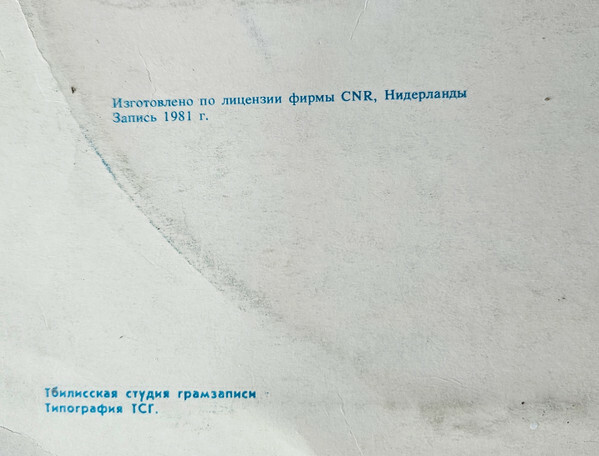 Изготовлено по лицензии фирмы CNR, Нидерланды
Запись 1981 г.
Тбилисская студия грамзаписи
Типография ТСГ.